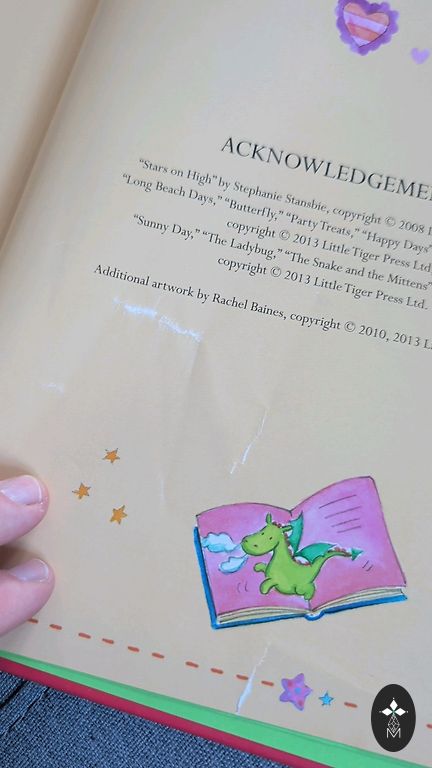 ACKNOWLEDGEME
"Stars on High" by Stephanie Stansbie, copyright © 2008
"Long Beach Days," "Butterfly," "Party Treats," "Happy Days"
copyright © 2013 Little Tiger Press Ltd.
"Sunny Day," "The Ladybug," "The Snake and the Mittens"
copyright © 2013 Little Tiger Press Ltd.
Additional artwork by Rachel Baines, copyright © 2010, 2013
M